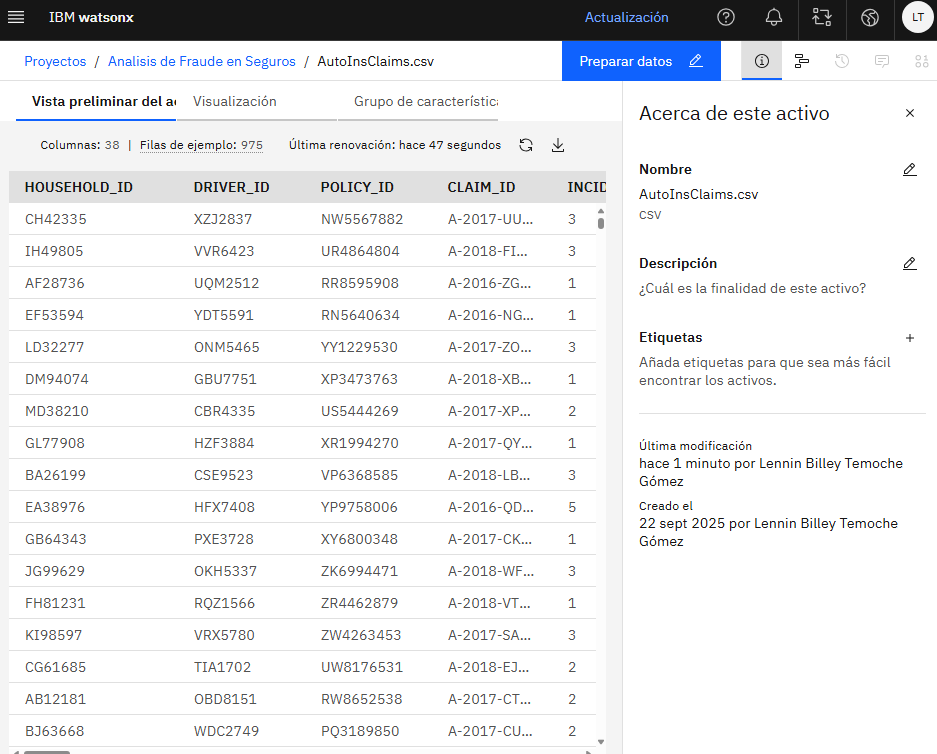 IBM watsonx
Actualización
LT
Proyectos / Analisis de Fraude en Seguros / AutoInsClaims.csv
Preparar datos
Vista preliminar del ac
Visualización
Grupo de característica
Columnas: 38 | Filas de ejemplo: 975
Última renovación: hace 47 segundos
HOUSEHOLD_ID DRIVER_ID POLICY_ID CLAIM_ID INCID
CH42335 XZJ2837 NW5567882 A-2017-UU... 3
IH49805 VVR6423 UR4864804 A-2018-FI... 3
AF28736 UQM2512 RR8595908 A-2016-ZG... 1
EF53594 YDT5591 RN5640634 A-2016-NG... 1
LD32277 ONM5465 YY1229530 A-2017-ZO... 3
DM94074 GBU7751 XP3473763 A-2018-XB... 1
MD38210 CBR4335 US5444269 A-2017-XP... 2
GL77908 HZF3884 XR1994270 A-2017-QY... 1
BA26199 CSE9523 VP6368585 A-2018-LB... 3
EA38976 HFX7408 YP9758006 A-2016-QD... 5
GB64343 PXE3728 XY6800348 A-2017-CK... 1
JG99629 OKH5337 ZK6994471 A-2018-WF... 3
FH81231 RQZ1566 ZR4462879 A-2018-VT... 1
KI98597 VRX5780 ZW4263453 A-2017-SA... 3
CG61685 TIA1702 UW8176531 A-2018-EJ... 2
AB12181 OBD8151 RW8652538 A-2017-CT... 2
BJ63668 WDC2749 PQ3189850 A-2017-CU... 2
Acerca de este activo
Nombre
AutoInsClaims.csv
CSV
Descripción
¿Cuál es la finalidad de este activo?
Etiquetas
Añada etiquetas para que sea más fácil
encontrar los activos.
Última modificación
hace 1 minuto por Lennin Billey Temoche
Gómez
Creado el
22 sept 2025 por Lennin Billey Temoche
Gómez